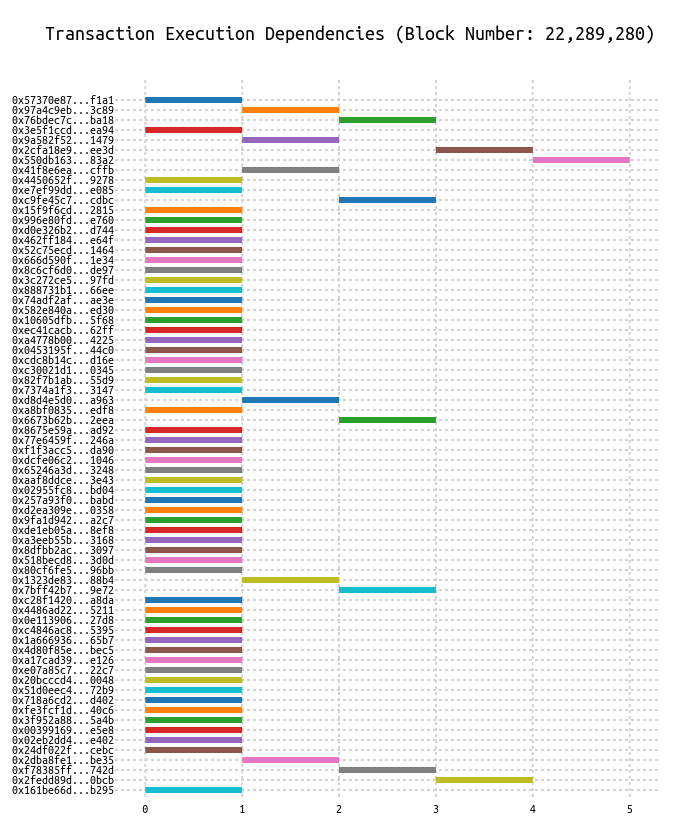 Transaction Execution Dependencies (Block Number: 22,289,280)
0x57370e87...f1a1
0x97a4c9eb...3c89
0x76bdec7c...ba18
0x3e5f1ccd...ea94
0x9a582f52...1479
0x2cfa18e9...ee3d
0x550db163...83a2
0x41f8e6ea...cffb
0x4450652f...9278
0xe7ef99dd...e085
0xc9fe45c7...cdbc
0x15f9f6cd...2815
0x996e80fd...e760
0xd0e326b2...d744
0x462ff184...e64f
0x52c75ecd...1464
0x666d590f...1e34
0x8c6cf6d0...de97
0x3c272ce5...97fd
0x888731b1...66ee
0x74adf2af...ae3e
0x582e840a...ed30
0x10605dfb...5f68
0xec41cacb...62ff
0xa4778b00...4225
0x0453195f...44c0
0xcdc8b14c...d16e
0xc30021d1...0345
0x82f7b1ab...55d9
0x7374a1f3...3147
0xd8d4e5d0...a963
0xa8bf0835...edf8
0x6673b62b...2eea
0x8675e59a...ad92
0x77e6459f...246a
0xf1f3acc5...da90
0xdcfe06c2...1046
0x65246a3d...3248
0xaaf8ddce...3e43
0x02955fc8...bd04
0x257a93f0...babd
0xd2ea309e...0358
0x9fa1d942...a2c7
0xde1eb05a...8ef8
0xa3eeb55b...3168
0x8dfbb2ac...3097
0x518becd8...3d0d
0x80cf6fe5...96bb
0x1323de83...88b4
0x7bff42b7...9e72
0xc28f1420...a8da
0x4486ad22...5211
0x0e113906...27d8
0xc4846ac8...5395
0x1a666936...65b7
0x4d80f85e...bec5
0xa17cad39...e126
0xe07a85c7...22c7
0x20bcccd4...0048
0x51d0eec4...72b9
0x718a6cd2...d402
0xfe3fcf1d...40c6
0x3f952a88...5a4b
0x00399169...e5e8
0x02eb2dd4...e402
0x24df022f...cebc
0x2dba8fe1...be35
0xf78385ff...742d
0x2fedd89d...0bcb
0x161be66d...b295
0 1 2 3 4 5